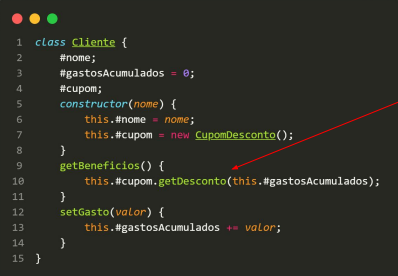 1 class Cliente {
2 #nome;
3 #gastosAcumulados = 0;
4 #cupom;
5 constructor(nome) {
6 this.#nome = nome;
7 this.#cupom = new CupomDesconto();
8 }
9 getBeneficios() {
10 this.#cupom.getDesconto(this.#gastosAcumulados);
11 }
12 setGasto(valor) {
13 this.#gastosAcumulados += valor;
14 }
15 }